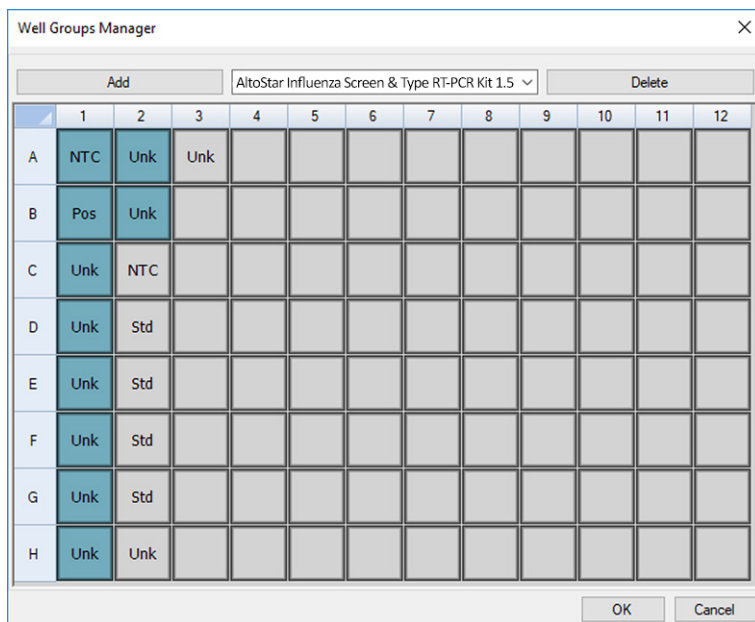 Well Groups Manager
Add AltoStar Influenza Screen & Type RT-PCR Kit 1.5 Delete
1 2 3 4 5 6 7 8 9 10 11 12
A NTC Unk Unk
B Pos Unk
C Unk NTC
D Unk Std
E Unk Std
F Unk Std
G Unk Std
H Unk Unk
OK Cancel